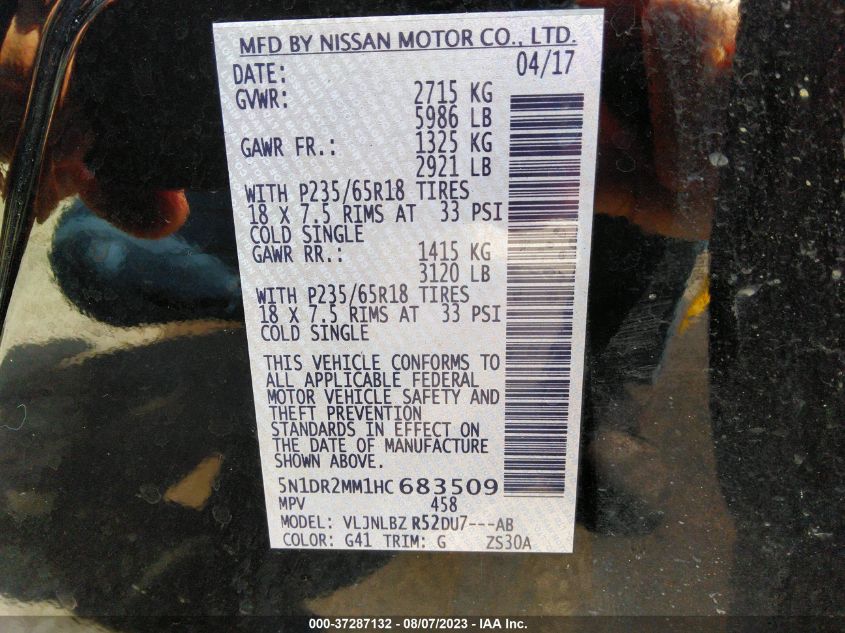 MFD BY NISSAN MOTOR CO., LTD.
DATE: 04/17
GVWR: 2715 KG
5986 LB
GAWR FR.: 1325 KG
2921 LB
WITH P235/65R18 TIRES
18 X 7.5 RIMS AT 33 PSI
COLD SINGLE
GAWR RR.: 1415 KG
3120 LB
WITH P235/65R18 TIRES
18 X 7.5 RIMS AT 33 PSI
COLD SINGLE
THIS VEHICLE CONFORMS TO
ALL APPLICABLE FEDERAL
MOTOR VEHICLE SAFETY AND
THEFT PREVENTION
STANDARDS IN EFFECT ON
THE DATE OF MANUFACTURE
SHOWN ABOVE.
5N1DR2MM1HC683509
MPV 458
MODEL: VLJNLBZ R52DU7---AB
COLOR: G41 TRIM: G ZS30A
000-37287132 - 08/07/2023 - IAA Inc.